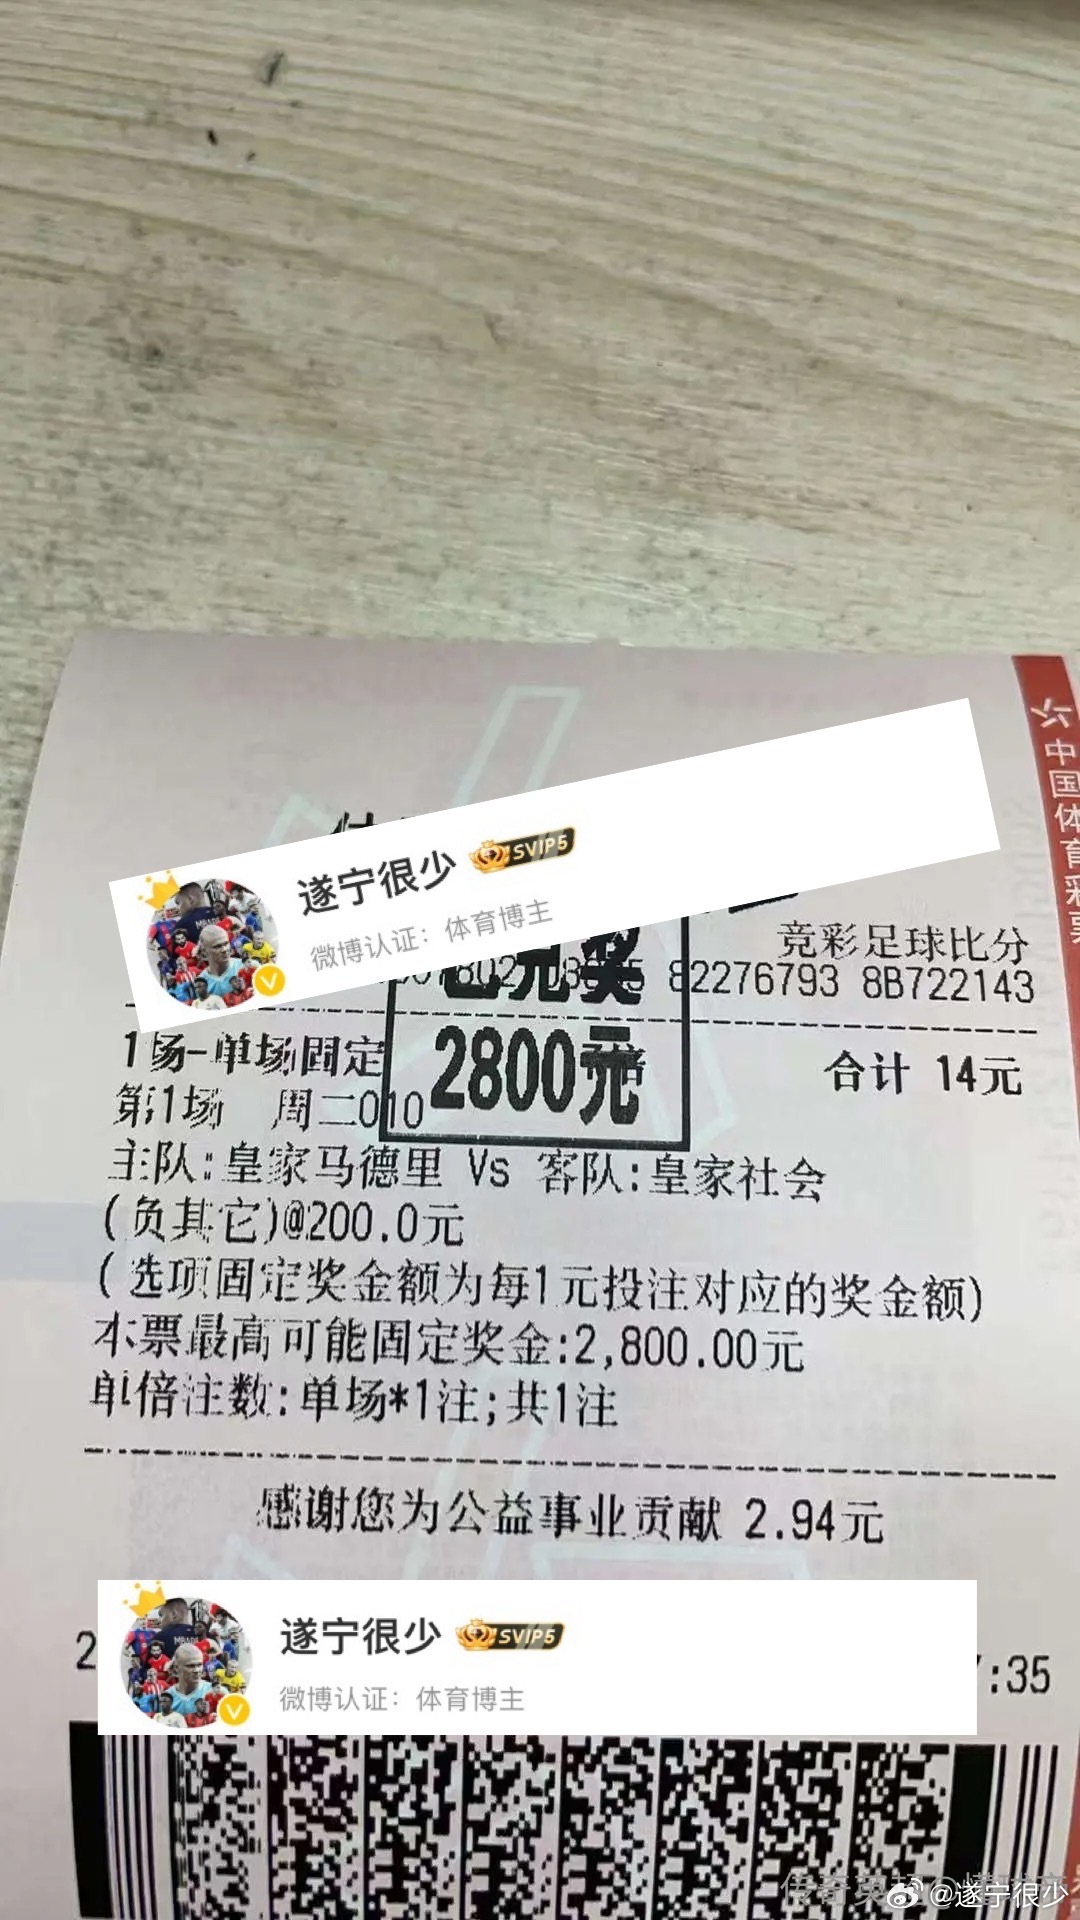 中国体育彩票
遂宁很少 SVIP5
微博认证：体育博主
竞彩足球比分
82276793 8B722143
已兑奖
2800元
1场-单场固定
合计 14元
第1场 周二010
主队:皇家马德里 Vs 客队:皇家社会
(负其它)@200.0元
(选项固定奖金额为每1元投注对应的奖金额)
本票最高可能固定奖金:2,800.00元
单倍注数:单场*1注;共1注
感谢您为公益事业贡献 2.94元
遂宁很少 SVIP5
微博认证：体育博主
:35
@遂宁很少